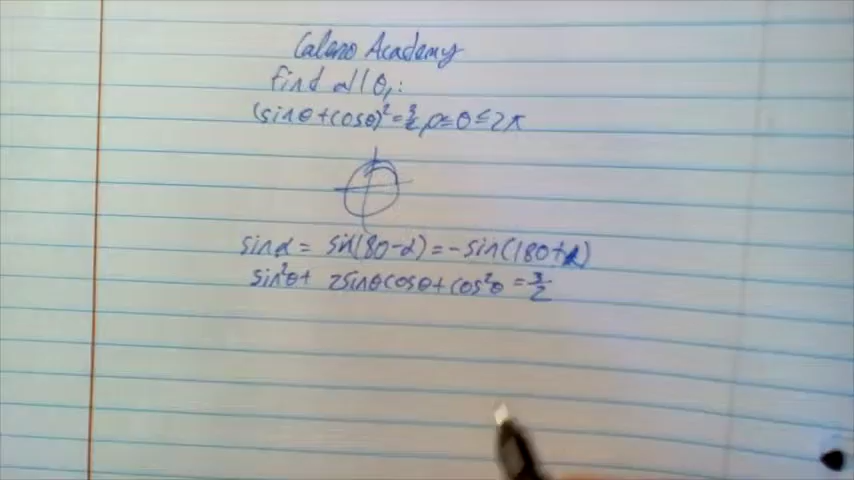 Calero Academy
find all θ,:
(sinθ+cosθ)²=3/2, 0≤θ≤2π
sinα = sin(180-α)=-sin(180+α)
sin²θ+ 2sinθcosθ+cos²θ=3/2